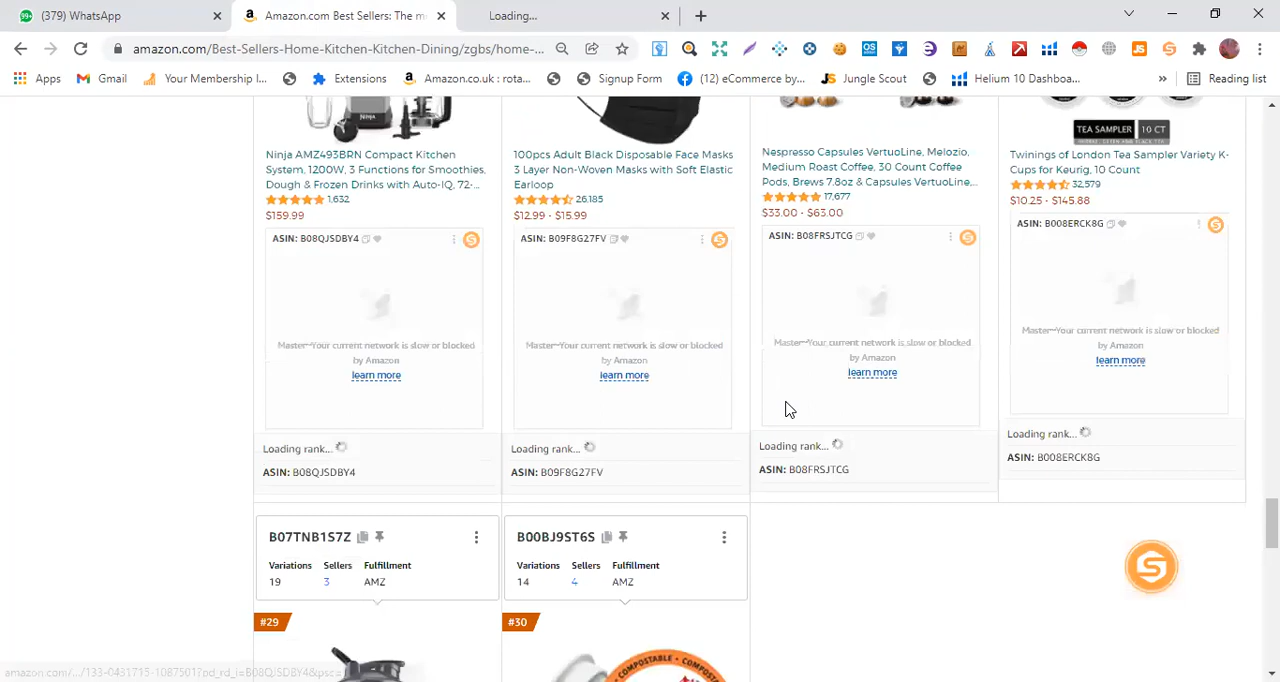 (379) WhatsApp
Amazon.com Best Sellers: The m
Loading...
amazon.com/Best-Sellers-Home-Kitchen-Kitchen-Dining/zgbs/home-...
Apps
Gmail
Your Membership I...
Extensions
Amazon.co.uk : rota...
Signup Form
(12) eCommerce by...
Jungle Scout
Helium 10 Dashboa...
»
Reading list
TEA SAMPLER 10 CT
Ninja AMZ493BRN Compact Kitchen
System, 1200W, 3 Functions for Smoothies,
Dough & Frozen Drinks with Auto-IQ, 72-...
1,632
$159.99
100pcs Adult Black Disposable Face Masks
3 Layer Non-Woven Masks with Soft Elastic
Earloop
26,185
$12.99 - $15.99
Nespresso Capsules VertuoLine, Melozio,
Medium Roast Coffee, 30 Count Coffee
Pods, Brews 7.8oz & Capsules VertuoLine,...
17,677
$33.00 - $63.00
Twinings of London Tea Sampler Variety K-
Cups for Keurig, 10 Count
32,579
$10.25 - $145.88
ASIN: B08QJSDBY4
Master~Your current network is slow or blocked
by Amazon
learn more
ASIN: B09F8G27FV
Master~Your current network is slow or blocked
by Amazon
learn more
ASIN: B08FRSJTCG
Master~Your current network is slow or blocked
by Amazon
learn more
ASIN: B008ERCK8G
Master~Your current network is slow or blocked
by Amazon
learn more
Loading rank...
ASIN: B08QJSDBY4
Loading rank...
ASIN: B09F8G27FV
Loading rank...
ASIN: B08FRSJTCG
Loading rank...
ASIN: B008ERCK8G
B07TNB1S7Z
Variations Sellers Fulfillment
19 3 AMZ
B00BJ9ST6S
Variations Sellers Fulfillment
14 4 AMZ
#29
#30
COMPOSTABLE • COMP
amazon.com/.../133-0431715-1087501?pd_rd_i=B08QJSDBY4&psc=